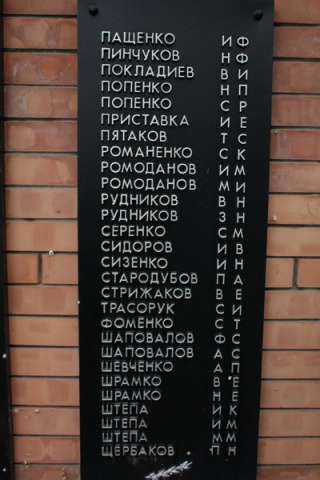 ПАЩЕНКО И Ф
ПИНЧУКОВ Н Ф
ПОКЛАДИЕВ В И
ПОПЕНКО Н П
ПОПЕНКО С Р
ПРИСТАВКА И Е
ПЯТАКОВ Т С
РОМАНЕНКО С К
РОМОДАНОВ И М
РОМОДАНОВ М И
РУДНИКОВ В Н
РУДНИКОВ З Н
СЕРЕНКО С М
СИДОРОВ И В
СИЗЕНКО И Н
СТАРОДУБОВ П А
СТРИЖАКОВ В Е
ТРАСОРУК С И
ФОМЕНКО С Т
ШАПОВАЛОВ Ф С
ШАПОВАЛОВ А С
ШЕВЧЕНКО А П
ШРАМКО В Е
ШРАМКО Н Е
ШТЕПА И К
ШТЕПА И М
ШТЕПА М М
ЩЕРБАКОВ П Н